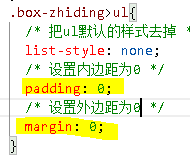 .box-zhiding>ul{
/* 把ul默认的样式去掉 *
list-style: none;
/* 设置内边距为0 */
padding: 0;
/* 设置外边距为0 */
margin: 0;
}